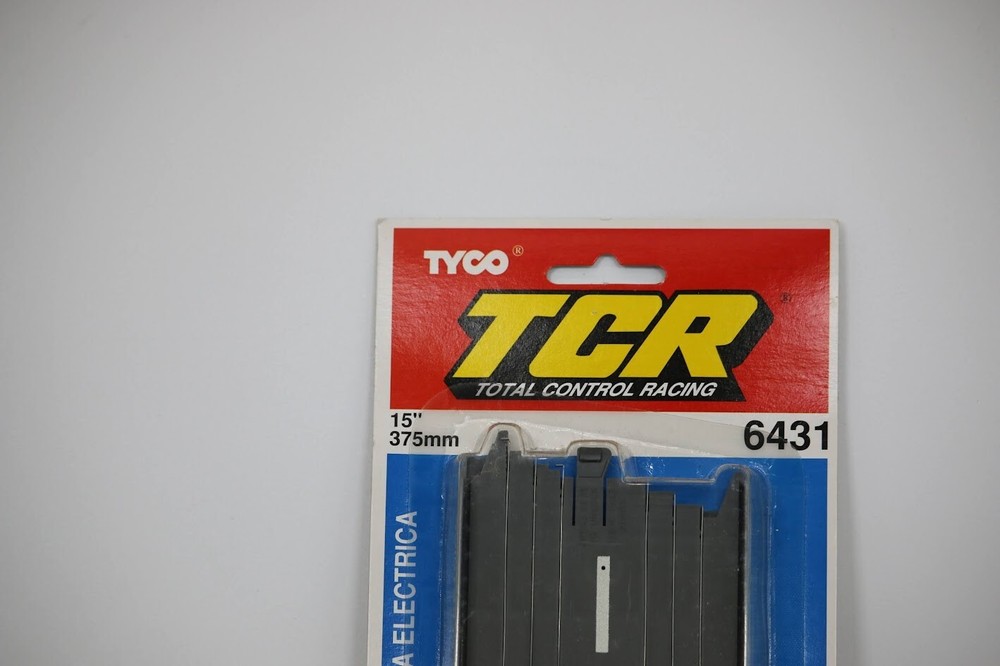 TYCO®
TCR®
TOTAL CONTROL RACING
15"
375mm
6431
A ELECTRICA